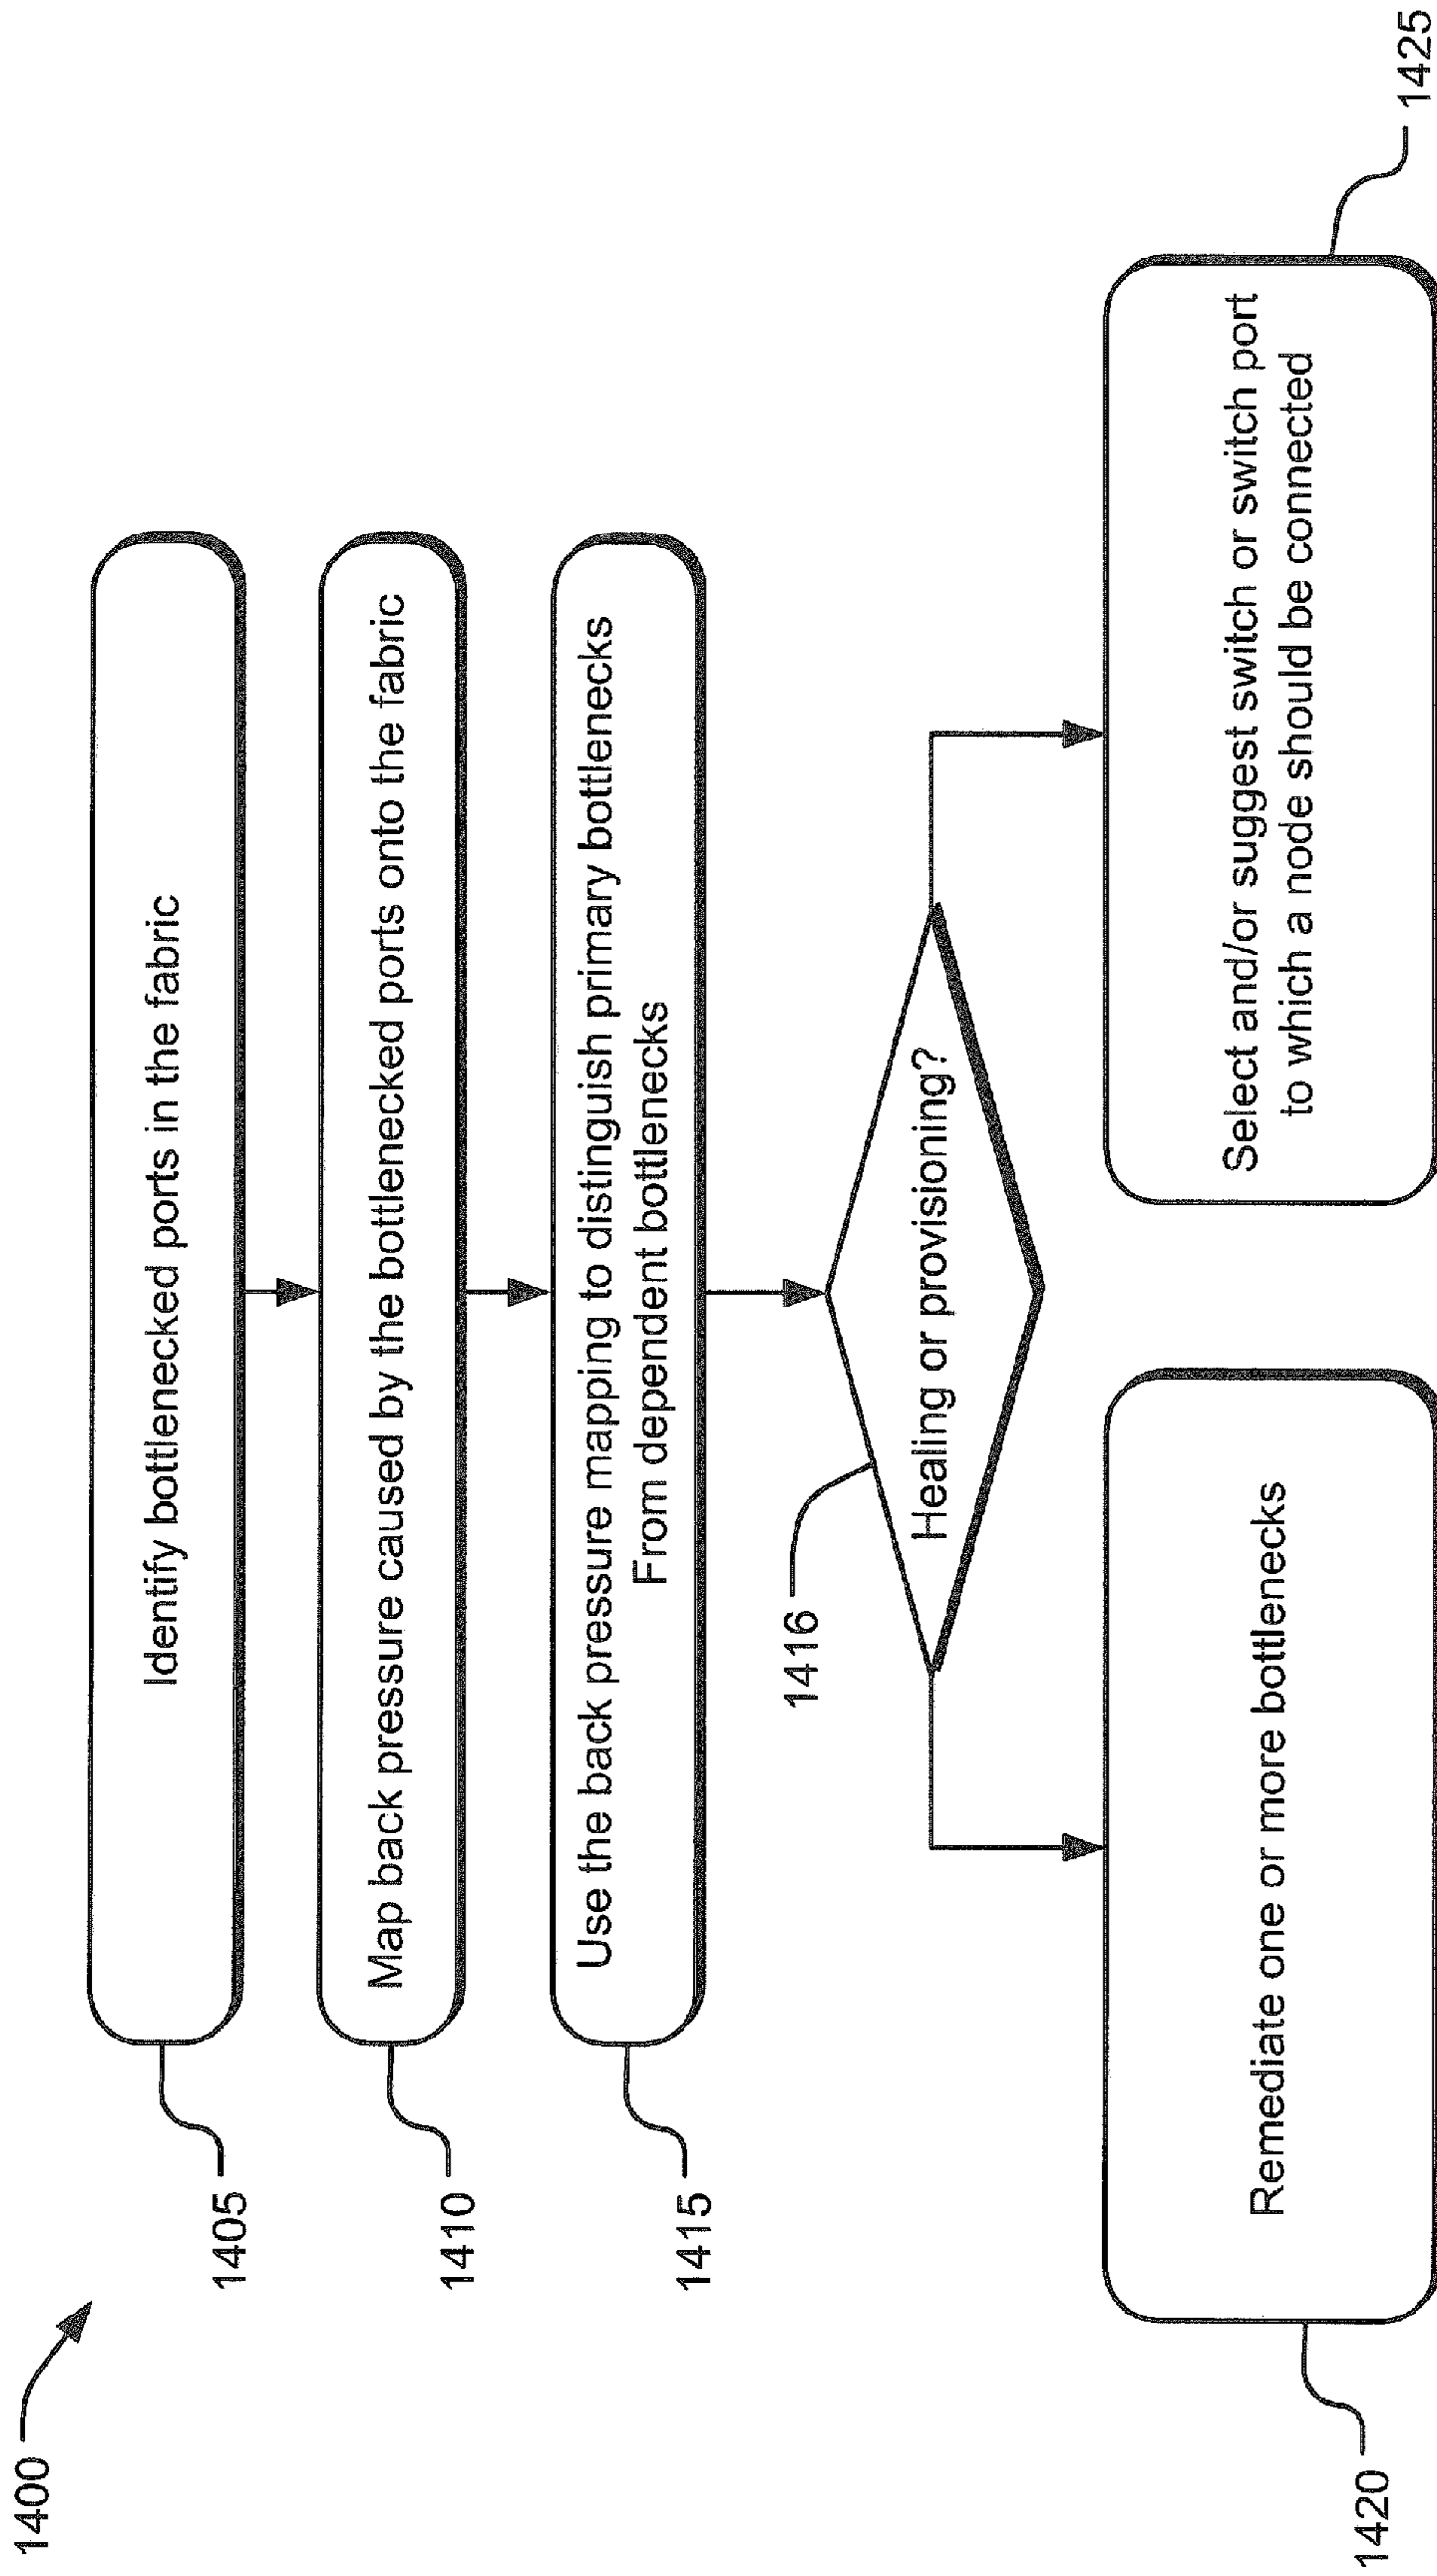 1400
1405
Identify bottlenecked ports in the fabric
1410
Map back pressure caused by the bottlenecked ports onto the fabric
1415
Use the back pressure mapping to distinguish primary bottlenecks
From dependent bottlenecks
1416
Healing or provisioning?
1420
Remediate one or more bottlenecks
Select and/or suggest switch or switch port
to which a node should be connected
1425